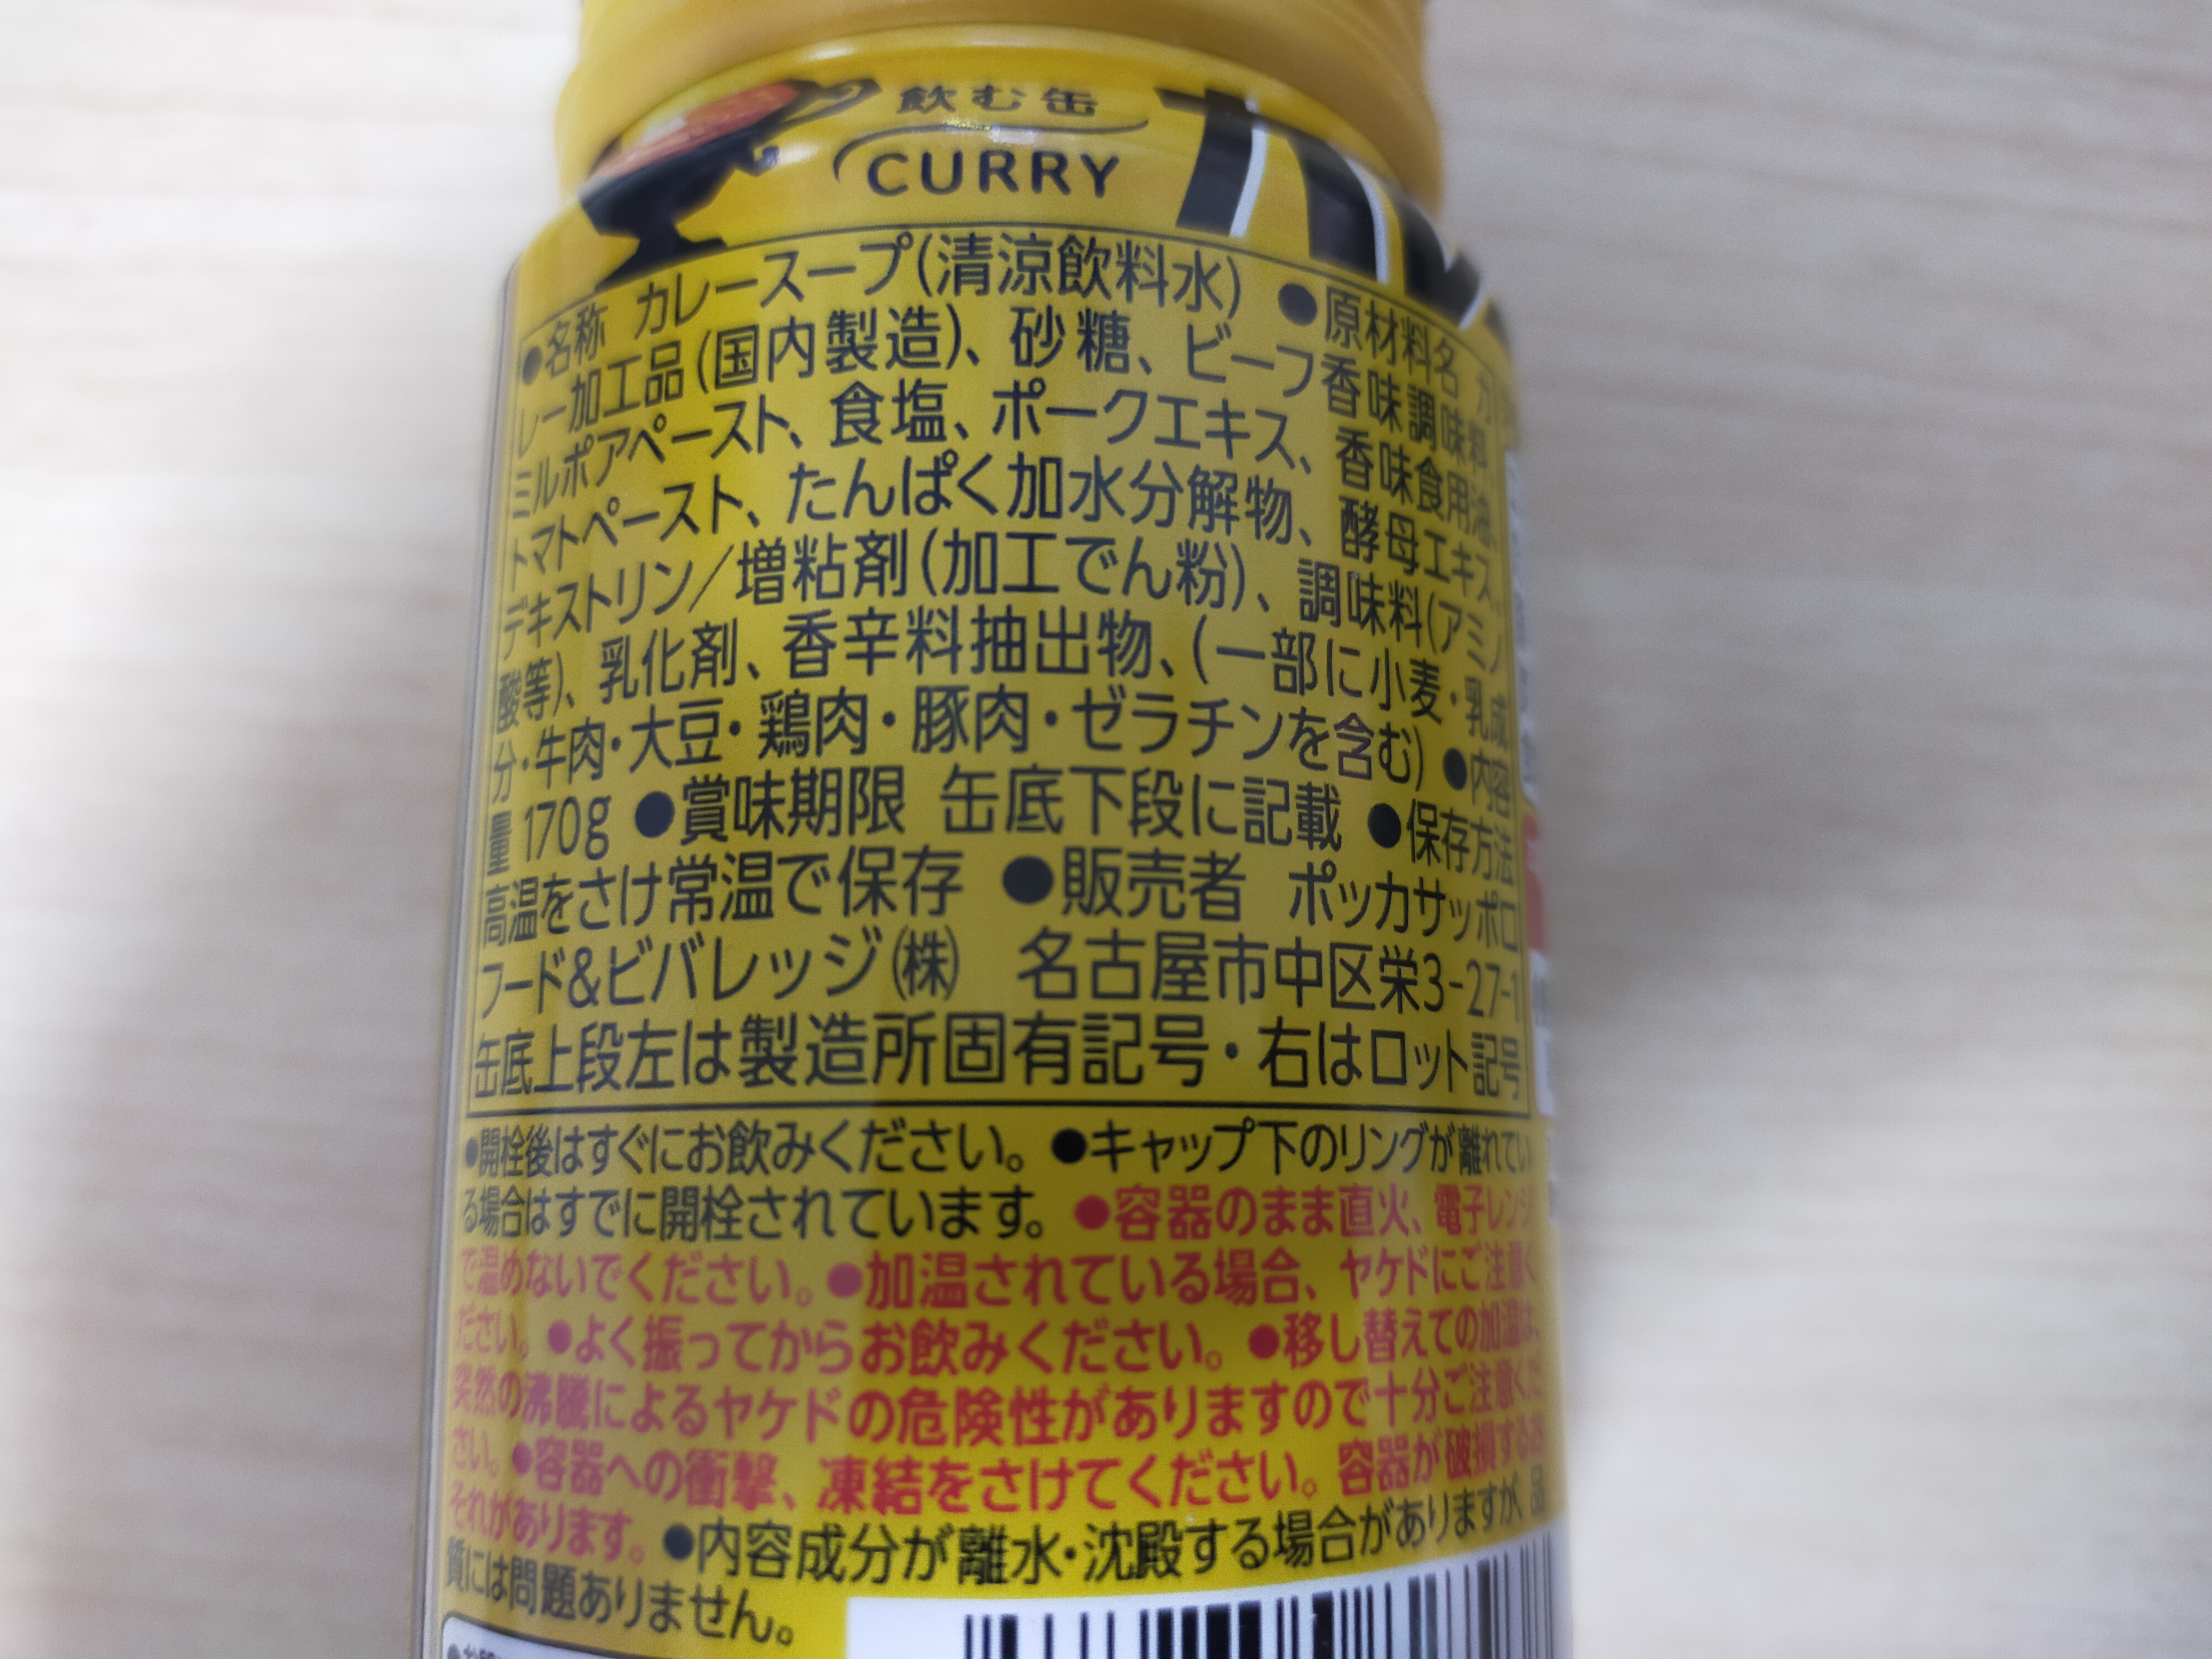 飲む缶
CURRY
カレ
●名称 カレースープ(清涼飲料水) ●原材料名 カ
レー加工品(国内製造)、砂糖、ビーフ香味調味料、
ミルポアペースト、食塩、ポークエキス、香味食用油、
トマトペースト、たんぱく加水分解物、酵母エキス、
デキストリン/増粘剤(加工でん粉)、調味料(アミノ
酸等)、乳化剤、香辛料抽出物、(一部に小麦・乳成
分・牛肉・大豆・鶏肉・豚肉・ゼラチンを含む) ●内容
量 170g ●賞味期限 缶底下段に記載 ●保存方法
高温をさけ常温で保存 ●販売者 ポッカサッポロ
フード&ビバレッジ㈱ 名古屋市中区栄3-27-1
缶底上段左は製造所固有記号・右はロット記号
●開栓後はすぐにお飲みください。●キャップ下のリングが離れてい
る場合はすでに開栓されています。●容器のまま直火、電子レンジ
で温めないでください。●加温されている場合、ヤケドにご注意く
ださい。●よく振ってからお飲みください。●移し替えての加温は、
突然の沸騰によるヤケドの危険性がありますので十分ご注意くだ
さい。●容器への衝撃、凍結をさけてください。容器が破損するお
それがあります。●内容成分が離水・沈殿する場合がありますが、品
質には問題ありません。